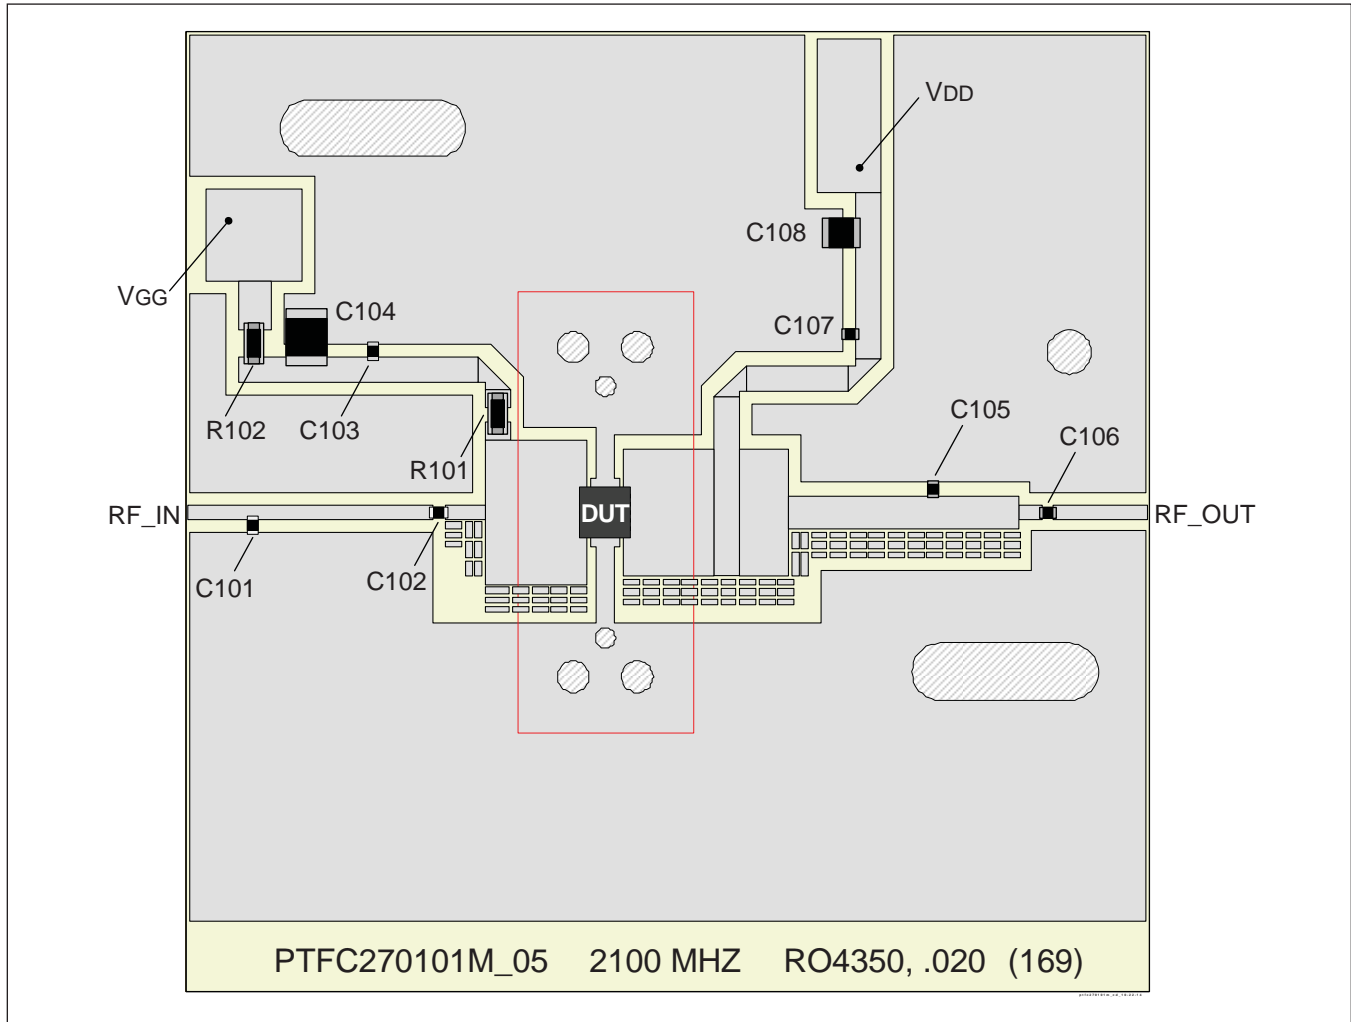 VDD
C108
VGG
C104
C107
R102
C103
R101
C105
C106
RF_IN
DUT
RF_OUT
C101
C102
PTFC270101M_05 2100 MHZ RO4350, .020 (169)